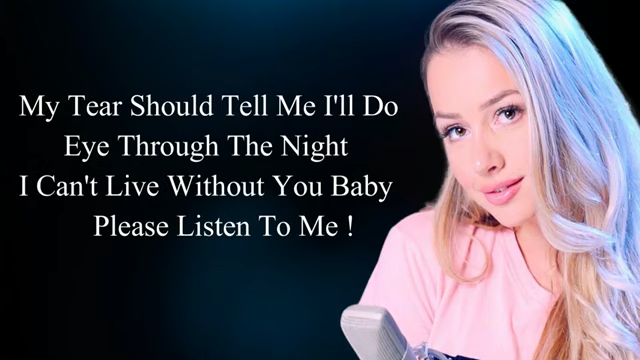 My Tear Should Tell Me I'll Do
Eye Through The Night
I Can't Live Without You Baby
Please Listen To Me !